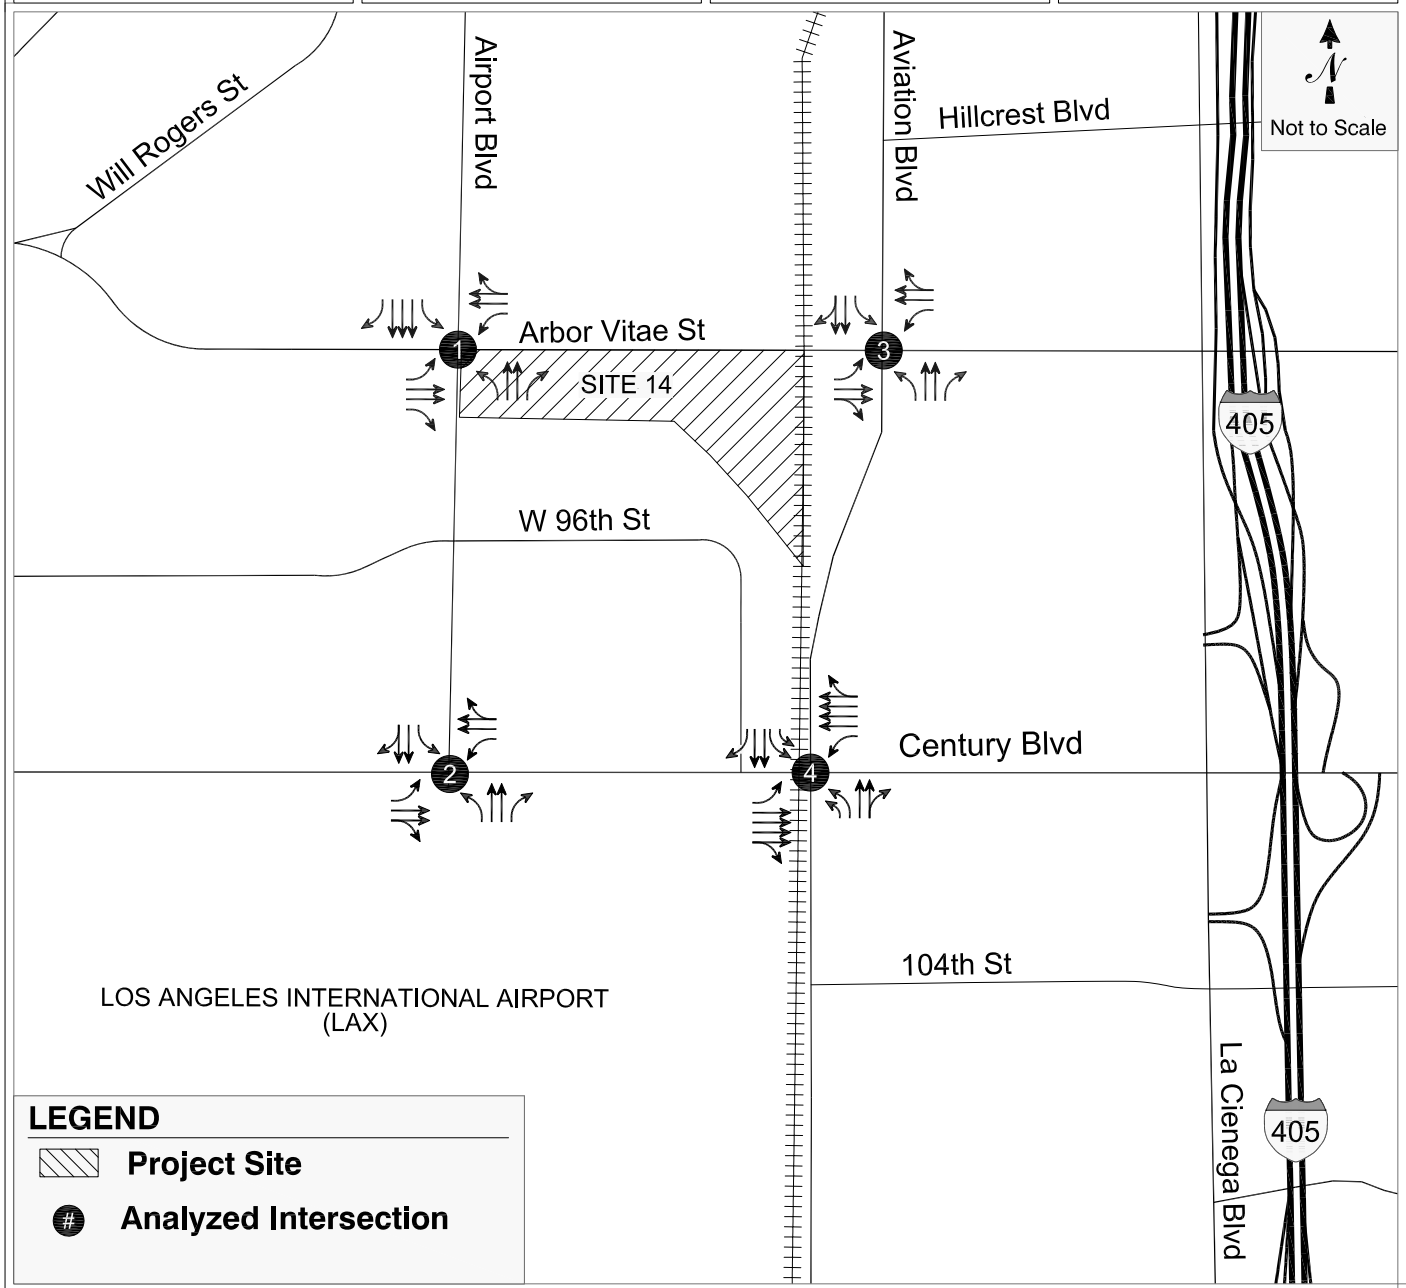 Will Rogers St
Airport Blvd
Aviation Blvd
Hillcrest Blvd
N
Not to Scale
Arbor Vitae St
1
3
SITE 14
405
W 96th St
Century Blvd
2
4
104th St
LOS ANGELES INTERNATIONAL AIRPORT
(LAX)
La Cienega Blvd
405
LEGEND
Project Site
# Analyzed Intersection